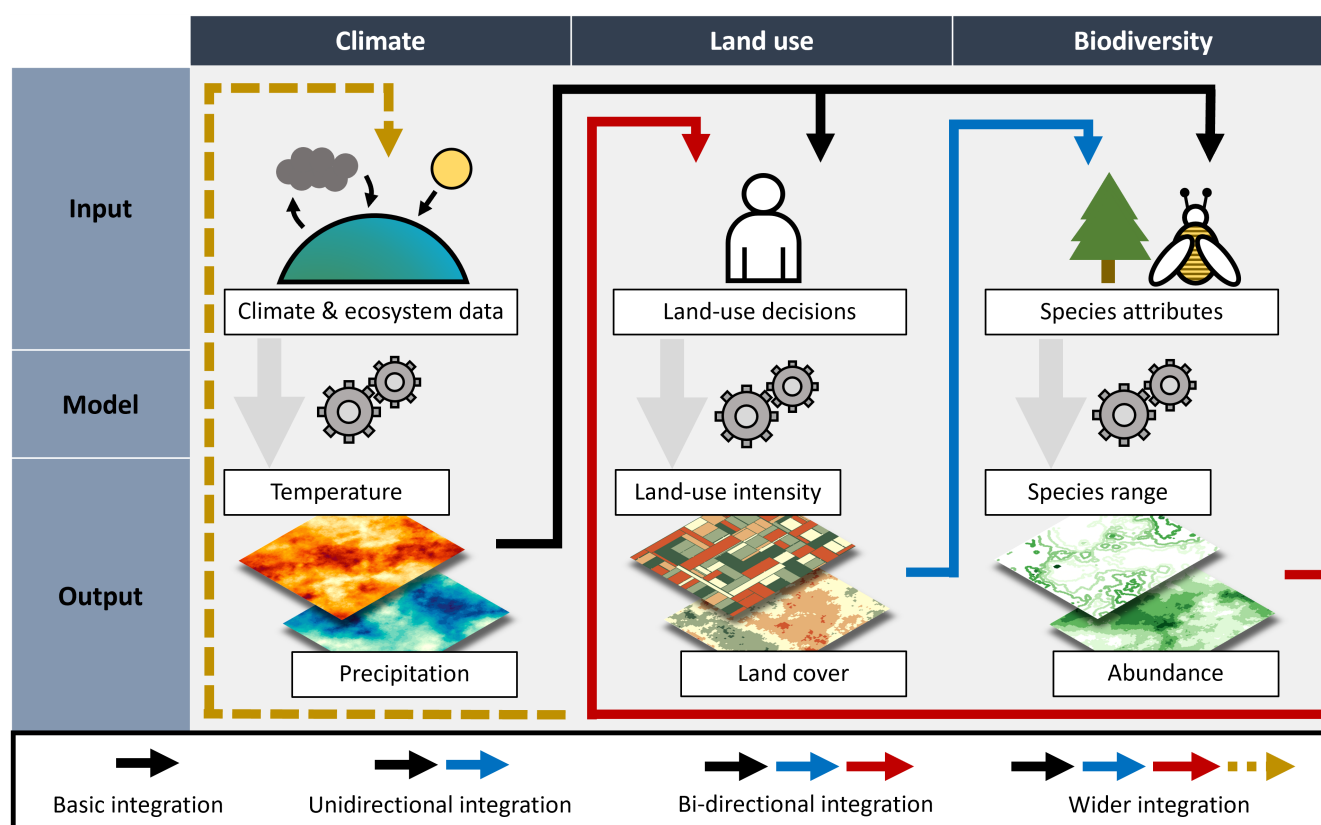 Climate
Land use
Biodiversity
Input
Climate & ecosystem data
Land-use decisions
Species attributes
Model
Output
Temperature
Land-use intensity
Species range
Precipitation
Land cover
Abundance
Basic integration
Unidirectional integration
Bi-directional integration
Wider integration